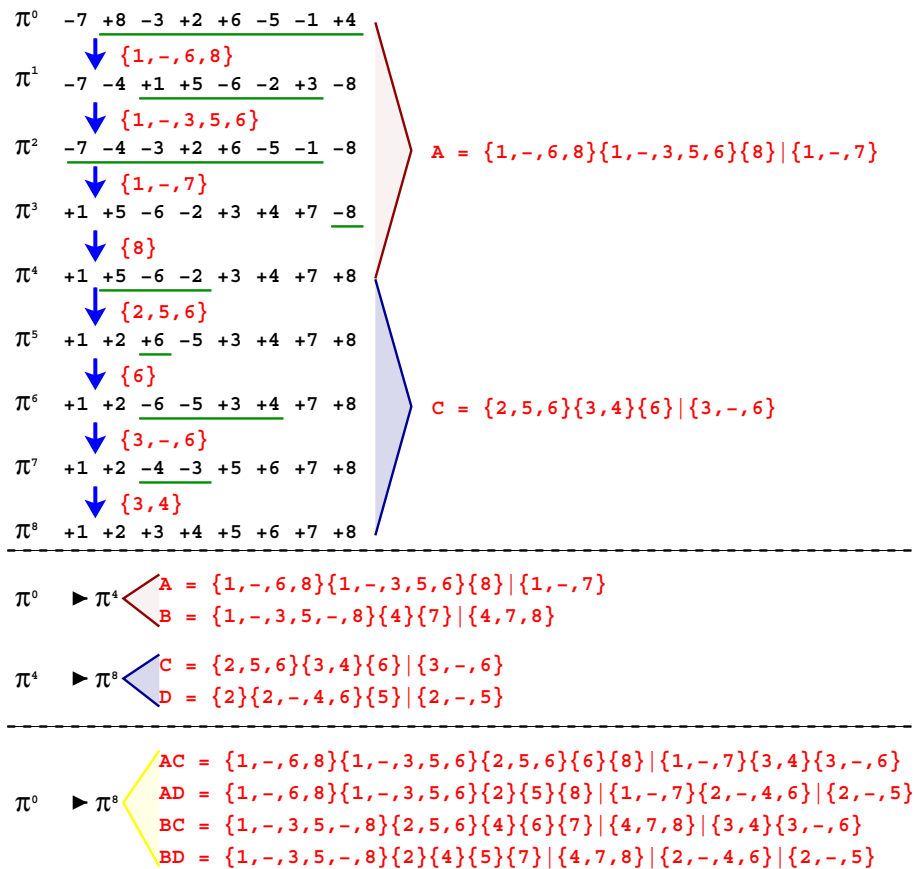 π⁰ -7 +8 -3 +2 +6 -5 -1 +4
{1,-,6,8}
π¹ -7 -4 +1 +5 -6 -2 +3 -8
{1,-,3,5,6}
π² -7 -4 -3 +2 +6 -5 -1 -8
A = {1,-,6,8}{1,-,3,5,6}{8}|{1,-,7}
{1,-,7}
π³ +1 +5 -6 -2 +3 +4 +7 -8
{8}
π⁴ +1 +5 -6 -2 +3 +4 +7 +8
{2,5,6}
π⁵ +1 +2 +6 -5 +3 +4 +7 +8
{6}
π⁶ +1 +2 -6 -5 +3 +4 +7 +8
C = {2,5,6}{3,4}{6}|{3,-,6}
{3,-,6}
π⁷ +1 +2 -4 -3 +5 +6 +7 +8
{3,4}
π⁸ +1 +2 +3 +4 +5 +6 +7 +8
π⁰ ► π⁴
A = {1,-,6,8}{1,-,3,5,6}{8}|{1,-,7}
B = {1,-,3,5,-,8}{4}{7}|{4,7,8}
π⁴ ► π⁸
C = {2,5,6}{3,4}{6}|{3,-,6}
D = {2}{2,-,4,6}{5}|{2,-,5}
π⁰ ► π⁸
AC = {1,-,6,8}{1,-,3,5,6}{2,5,6}{6}{8}|{1,-,7}{3,4}{3,-,6}
AD = {1,-,6,8}{1,-,3,5,6}{2}{5}{8}|{1,-,7}{2,-,4,6}|{2,-,5}
BC = {1,-,3,5,-,8}{2,5,6}{4}{6}{7}|{4,7,8}|{3,4}{3,-,6}
BD = {1,-,3,5,-,8}{2}{4}{5}{7}|{4,7,8}|{2,-,4,6}|{2,-,5}